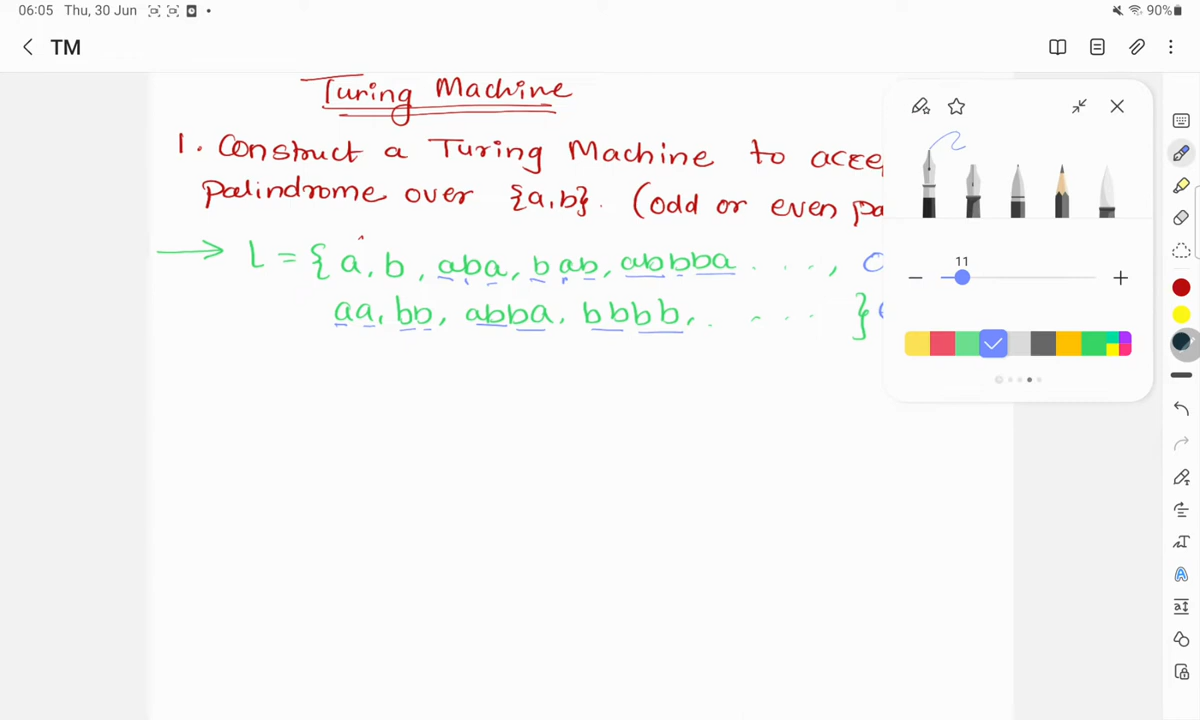 06:05 Thu, 30 Jun 90%
TM
Turing Machine
1. Construct a Turing Machine to accep
palindrome over {a,b}. (odd or even pa
L = { a, b, aba, bab, abbba ....,
aa, bb, abba, bbbb, . . . . }
11